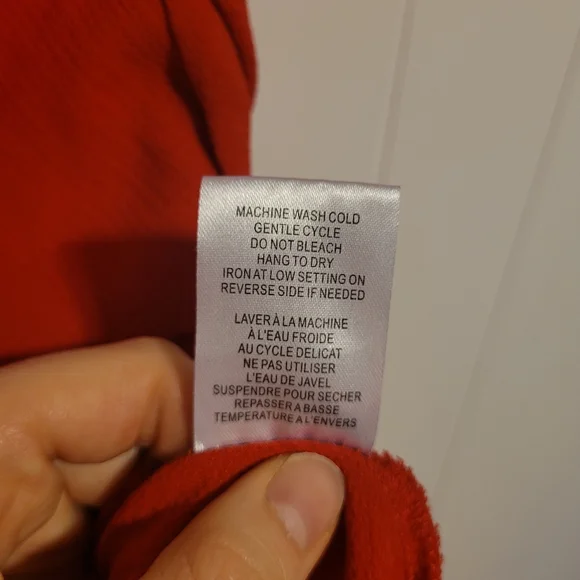 MACHINE WASH COLD
GENTLE CYCLE
DO NOT BLEACH
HANG TO DRY
IRON AT LOW SETTING ON
REVERSE SIDE IF NEEDED
LAVER À LA MACHINE
À L'EAU FROIDE
AU CYCLE DELICAT
NE PAS UTILISER
L'EAU DE JAVEL
SUSPENDRE POUR SECHER
REPASSER A BASSE
TEMPERATURE A L'ENVERS